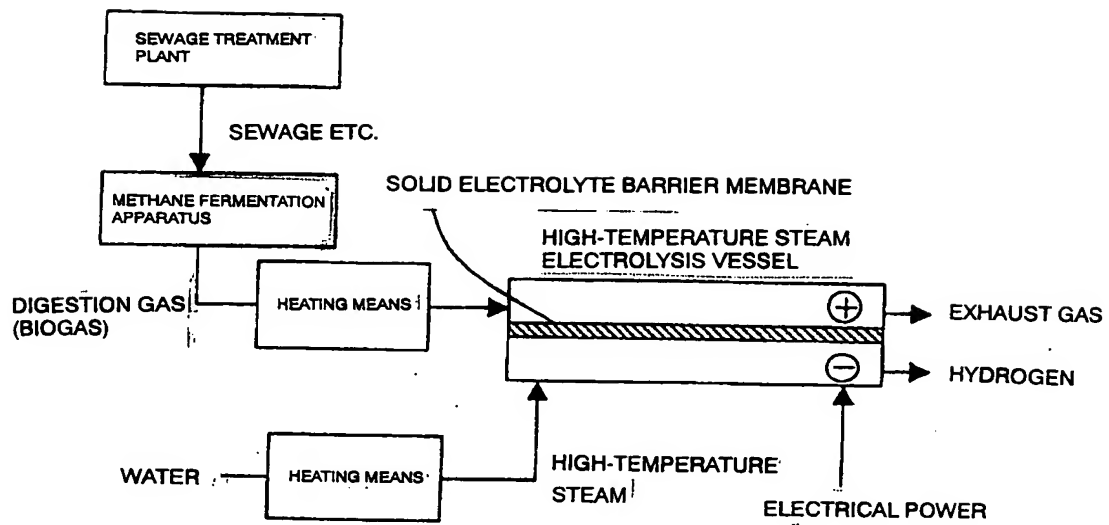 SEWAGE TREATMENT
PLANT
SEWAGE ETC.
METHANE FERMENTATION
APPARATUS
SOLID ELECTROLYTE BARRIER MEMBRANE
HIGH-TEMPERATURE STEAM
ELECTROLYSIS VESSEL
DIGESTION GAS
(BIOGAS)
HEATING MEANS
+
EXHAUST GAS
−
HYDROGEN
WATER
HEATING MEANS
HIGH-TEMPERATURE
STEAM
ELECTRICAL POWER